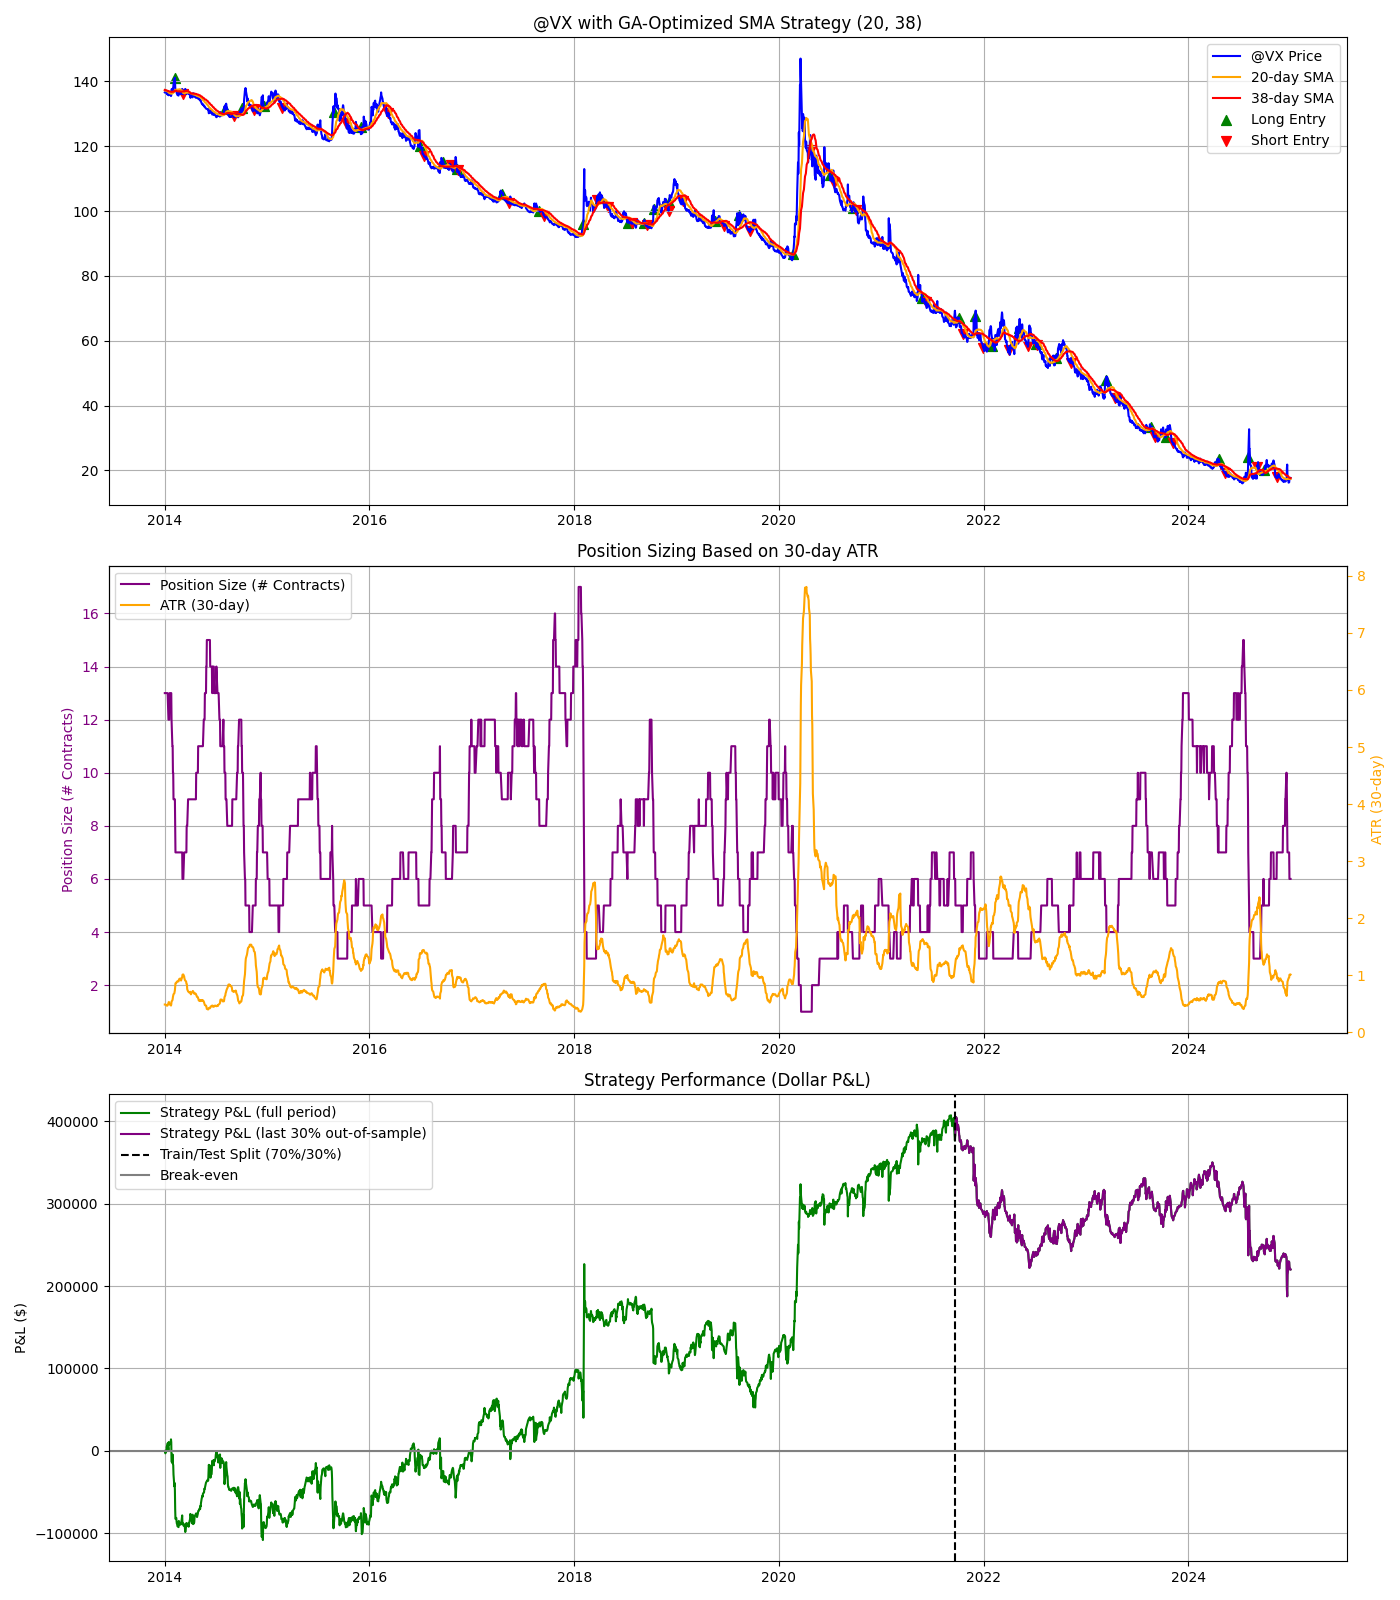 @VX with GA-Optimized SMA Strategy (20, 38)
@VX Price
20-day SMA
38-day SMA
Long Entry
Short Entry
140
120
100
80
60
40
20
2014 2016 2018 2020 2022 2024
Position Sizing Based on 30-day ATR
Position Size (# Contracts)
ATR (30-day)
Position Size (# Contracts)
16
14
12
10
8
6
4
2
8
7
6
5
4
3
2
1
0
ATR (30-day)
2014 2016 2018 2020 2022 2024
Strategy Performance (Dollar P&L)
Strategy P&L (full period)
Strategy P&L (last 30% out-of-sample)
Train/Test Split (70%/30%)
Break-even
P&L ($)
400000
300000
200000
100000
0
−100000
2014 2016 2018 2020 2022 2024